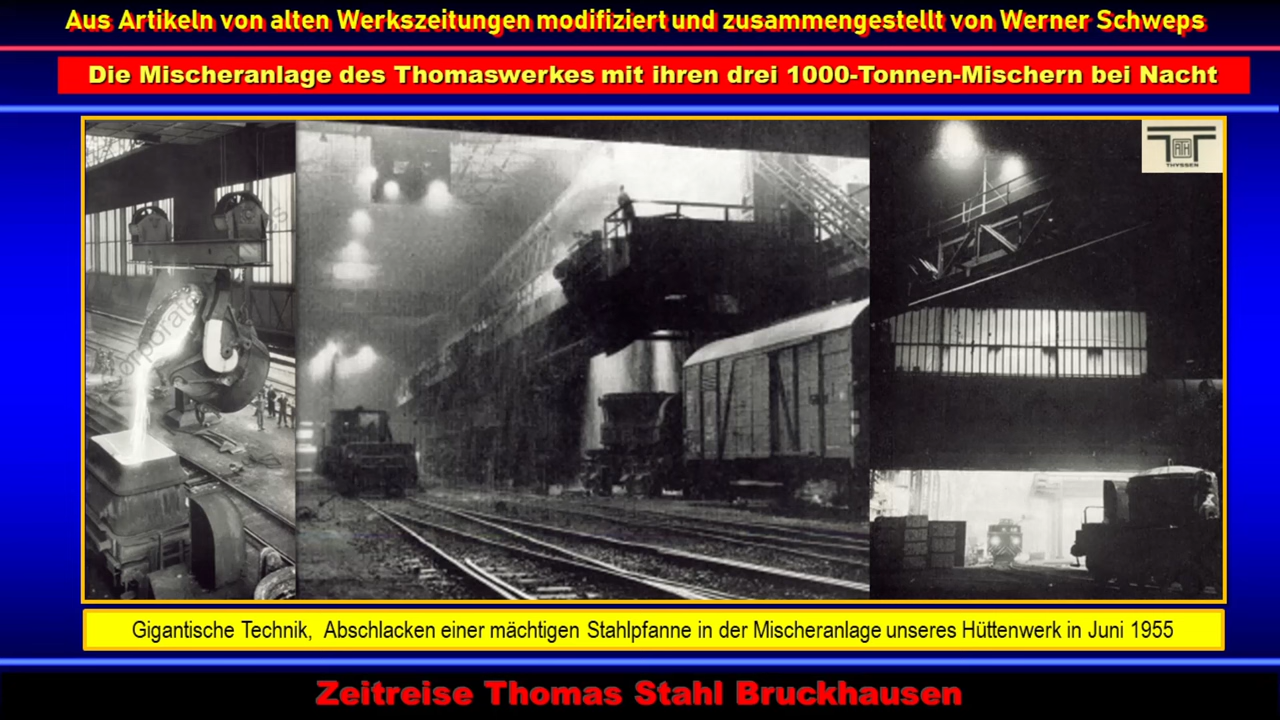 Aus Artikeln von alten Werkszeitungen modifiziert und zusammengestellt von Werner Schweps
Die Mischeranlage des Thomaswerkes mit ihren drei 1000-Tonnen-Mischern bei Nacht
ATH
THYSSEN
Gigantische Technik, Abschlacken einer mächtigen Stahlpfanne in der Mischeranlage unseres Hüttenwerk in Juni 1955
Zeitreise Thomas Stahl Bruckhausen